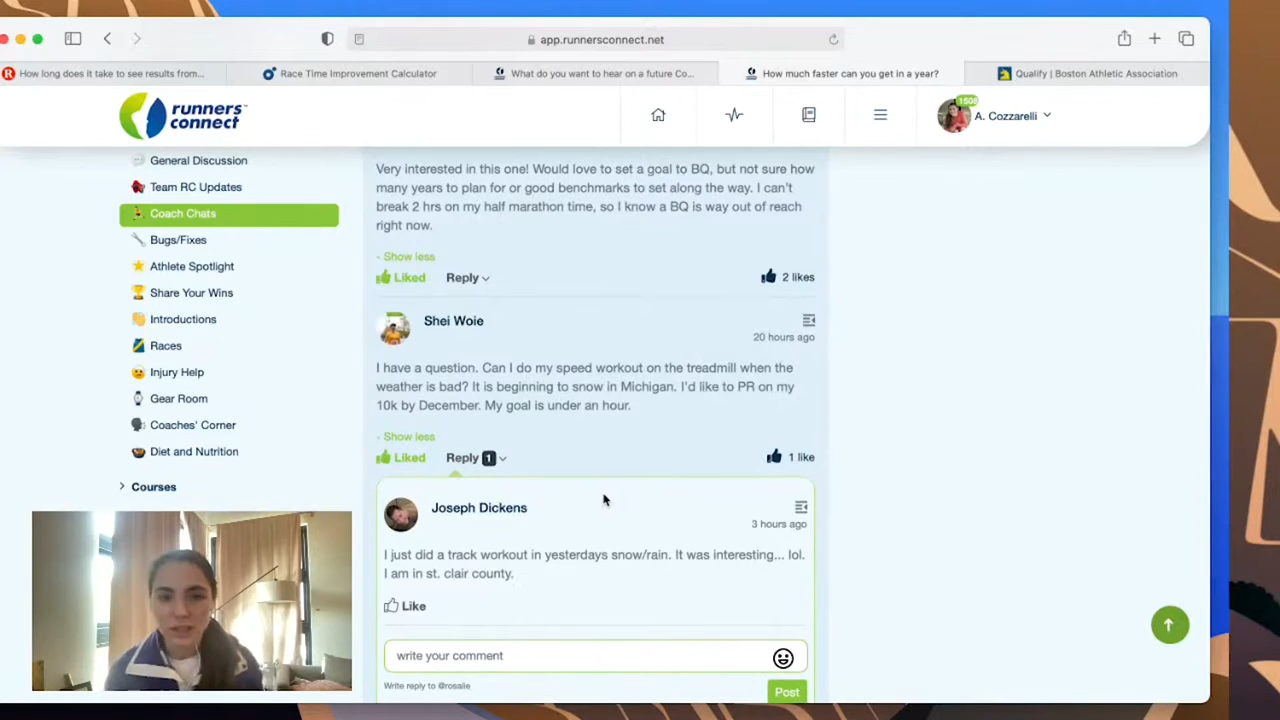 app.runnersconnect.net
How long does it take to see results from...
Race Time Improvement Calculator
What do you want to hear on a future Co...
How much faster can you get in a year?
Qualify | Boston Athletic Association
runners
connect
1608
A. Cozzarelli
General Discussion
Team RC Updates
Coach Chats
Bugs/Fixes
Athlete Spotlight
Share Your Wins
Introductions
Races
Injury Help
Gear Room
Coaches' Corner
Diet and Nutrition
Courses
Very interested in this one! Would love to set a goal to BQ, but not sure how
many years to plan for or good benchmarks to set along the way. I can't
break 2 hrs on my half marathon time, so I know a BQ is way out of reach
right now.
- Show less
Liked Reply 2 likes
Shei Woie
20 hours ago
I have a question. Can I do my speed workout on the treadmill when the
weather is bad? It is beginning to snow in Michigan. I'd like to PR on my
10k by December. My goal is under an hour.
- Show less
Liked Reply 1 1 like
Joseph Dickens
3 hours ago
I just did a track workout in yesterdays snow/rain. It was interesting... lol.
I am in st. clair county.
Like
write your comment
Write reply to @rosalie
Post